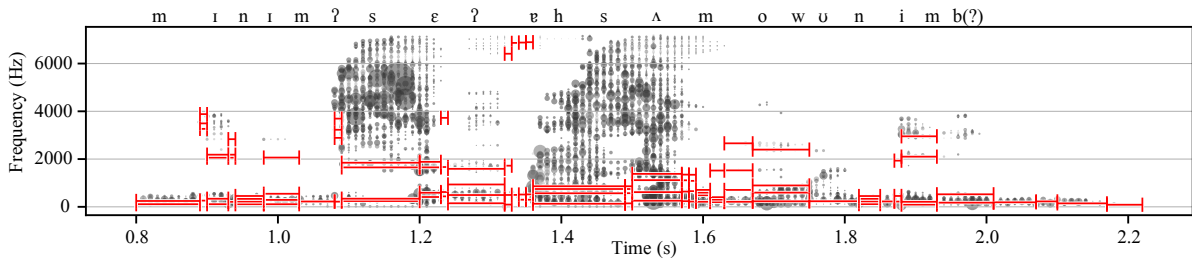 m ɪ n ɪ m ʔ s ɛ ʔ ɐ h s ʌ m o w ʊ n i m b(?)
6000
4000
2000
0
Frequency (Hz)
0.8 1.0 1.2 1.4 1.6 1.8 2.0 2.2
Time (s)